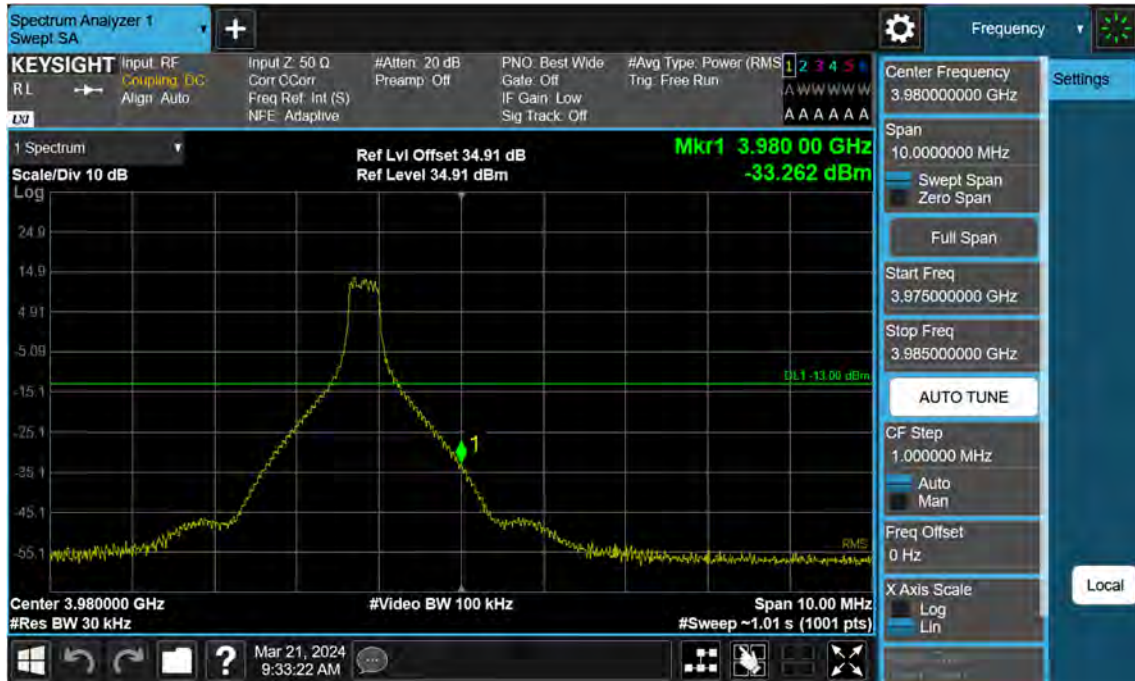 Spectrum Analyzer 1
Swept SA
Frequency
KEYSIGHT
RL
LXI
Input: RF
Coupling: DC
Align: Auto
Input Z: 50 Ω
Corr CCorr
Freq Ref: Int (S)
NFE: Adaptive
#Atten: 20 dB
Preamp: Off
PNO: Best Wide
Gate: Off
IF Gain: Low
Sig Track: Off
#Avg Type: Power (RMS
Trig: Free Run
1 2 3 4 5 6
A W W W W W
A A A A A A
1 Spectrum
Scale/Div 10 dB
Ref Lvl Offset 34.91 dB
Ref Level 34.91 dBm
Mkr1 3.980 00 GHz
-33.262 dBm
Log
24.9
14.9
4.91
-5.09
-15.1
-25.1
-35.1
-45.1
-55.1
DL1 -13.00 dBm
1
RMS
Center 3.980000 GHz
#Res BW 30 kHz
#Video BW 100 kHz
Span 10.00 MHz
#Sweep ~1.01 s (1001 pts)
Mar 21, 2024
9:33:22 AM
?
Center Frequency
3.980000000 GHz
Span
10.0000000 MHz
Swept Span
Zero Span
Full Span
Start Freq
3.975000000 GHz
Stop Freq
3.985000000 GHz
AUTO TUNE
CF Step
1.000000 MHz
Auto
Man
Freq Offset
0 Hz
X Axis Scale
Log
Lin
Settings
Local